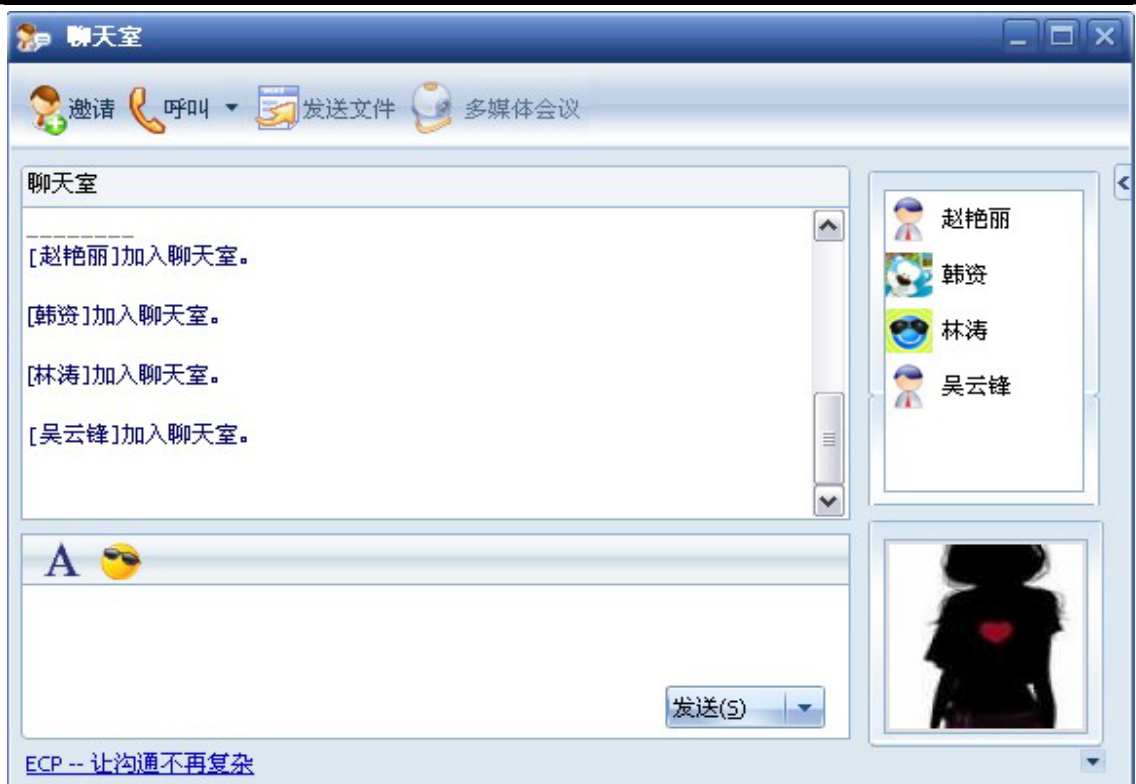 聊天室
邀请 呼叫 发送文件 多媒体会议
聊天室
________
[赵艳丽]加入聊天室。
[韩资]加入聊天室。
[林涛]加入聊天室。
[吴云锋]加入聊天室。
赵艳丽
韩资
林涛
吴云锋
A
发送(S)
ECP -- 让沟通不再复杂